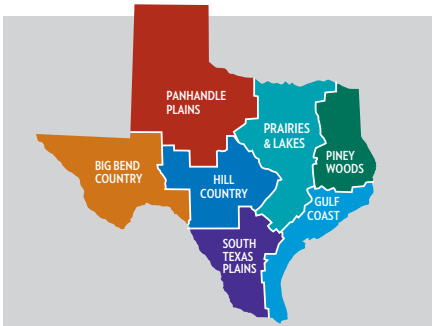 PANHANDLE
PLAINS
PRAIRIES
& LAKES
PINEY
WOODS
BIG BEND
COUNTRY
HILL
COUNTRY
GULF
COAST
SOUTH
TEXAS
PLAINS